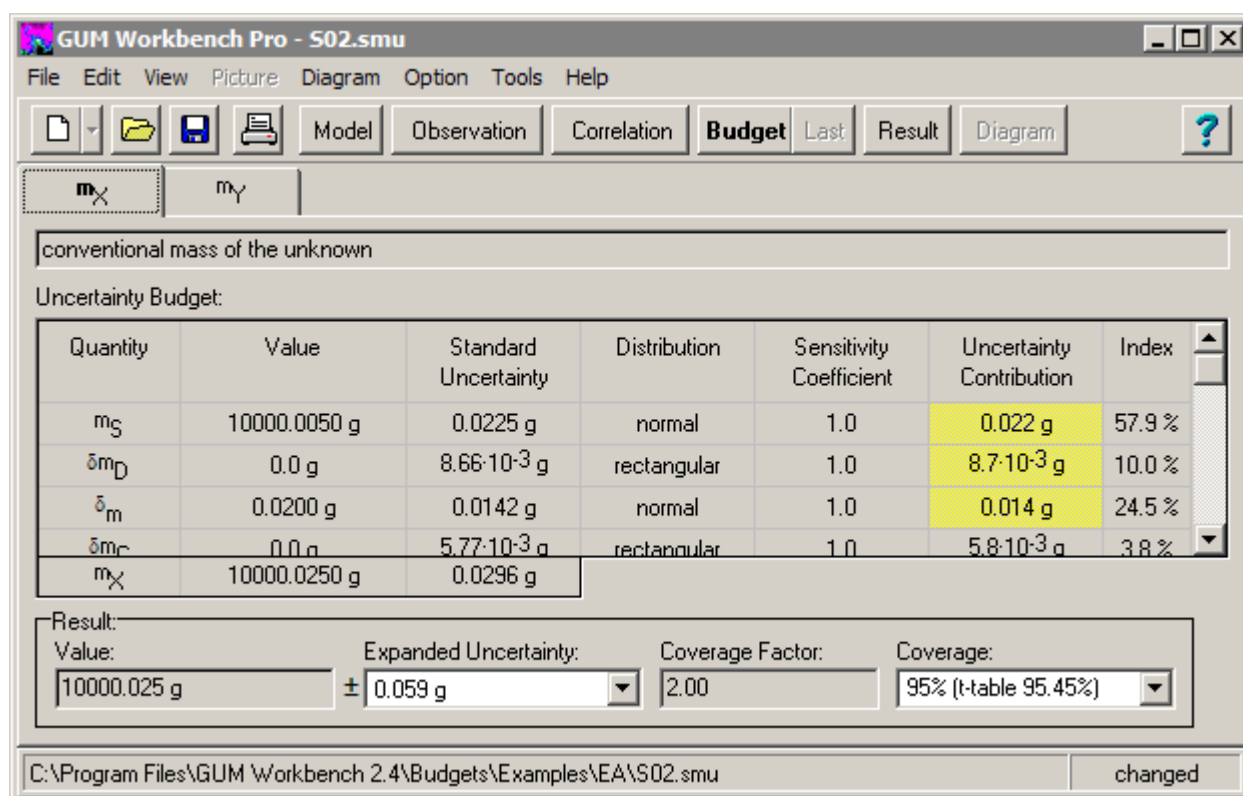 GUM Workbench Pro - S02.smu
File Edit View Picture Diagram Option Tools Help
Model Observation Correlation Budget Last Result Diagram ?
mX mY
conventional mass of the unknown
Uncertainty Budget:
Quantity Value Standard Uncertainty Distribution Sensitivity Coefficient Uncertainty Contribution Index
mS 10000.0050 g 0.0225 g normal 1.0 0.022 g 57.9 %
δmD 0.0 g 8.66·10-3 g rectangular 1.0 8.7·10-3 g 10.0 %
δm 0.0200 g 0.0142 g normal 1.0 0.014 g 24.5 %
δmC 0.0 g 5.77·10-3 g rectangular 1.0 5.8·10-3 g 3.8 %
mX 10000.0250 g 0.0296 g
Result:
Value: Expanded Uncertainty: Coverage Factor: Coverage:
10000.025 g ± 0.059 g 2.00 95% (t-table 95.45%)
C:\Program Files\GUM Workbench 2.4\Budgets\Examples\EA\S02.smu changed